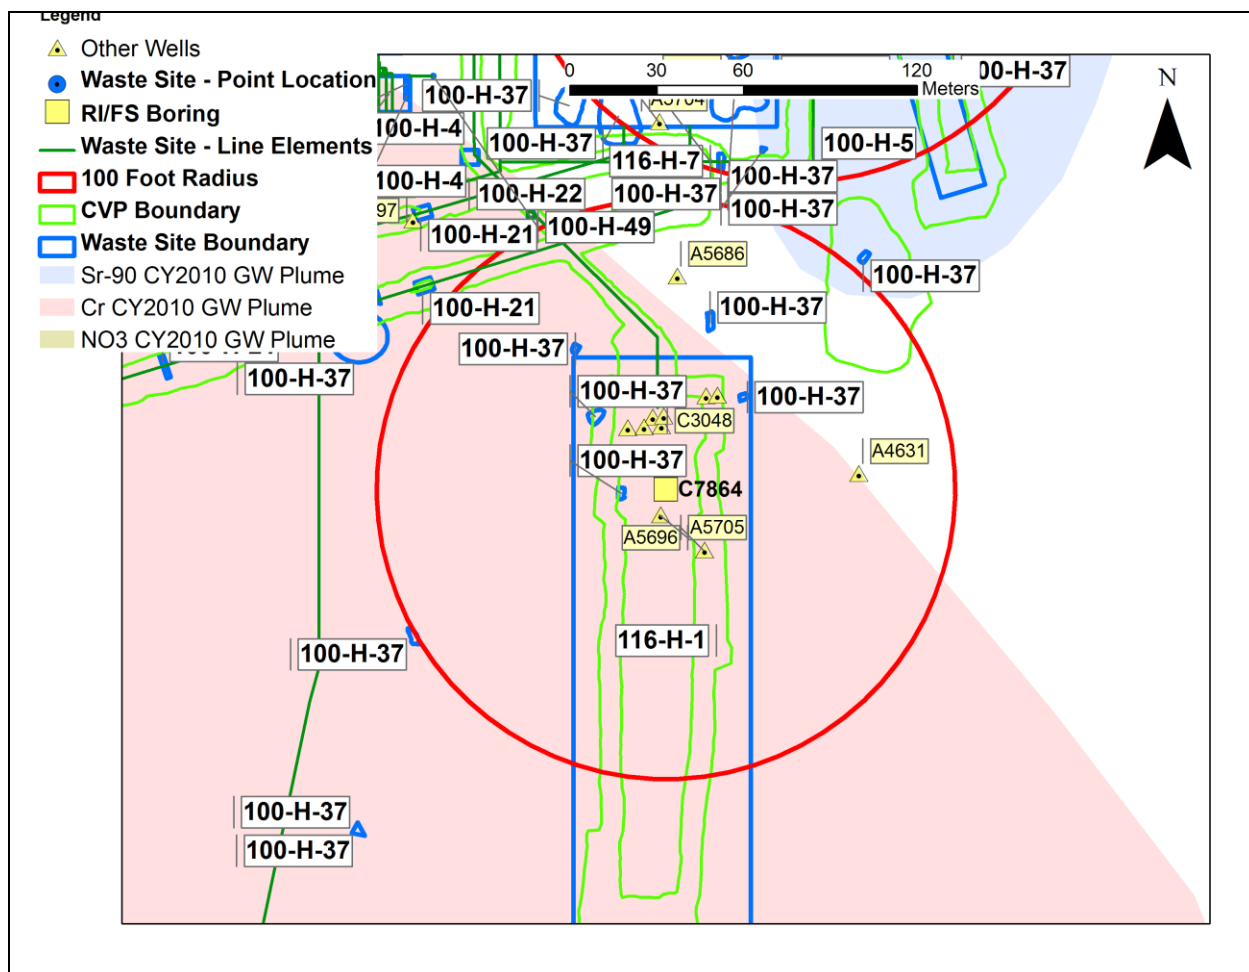 Legend
Other Wells
Waste Site - Point Location
RI/FS Boring
Waste Site - Line Elements
100 Foot Radius
CVP Boundary
Waste Site Boundary
Sr-90 CY2010 GW Plume
Cr CY2010 GW Plume
NO3 CY2010 GW Plume
0 30 60 120
Meters
N
00-H-37
100-H-37
A5704
100-H-4
100-H-37
100-H-5
116-H-7
100-H-37
100-H-4
100-H-22
100-H-37
100-H-37
97
100-H-21
100-H-49
A5686
100-H-37
100-H-21
100-H-37
100-H-37
100-H-37
100-H-37
100-H-37
C3048
A4631
100-H-37
C7864
A5696
A5705
116-H-1
100-H-37
100-H-37
100-H-37